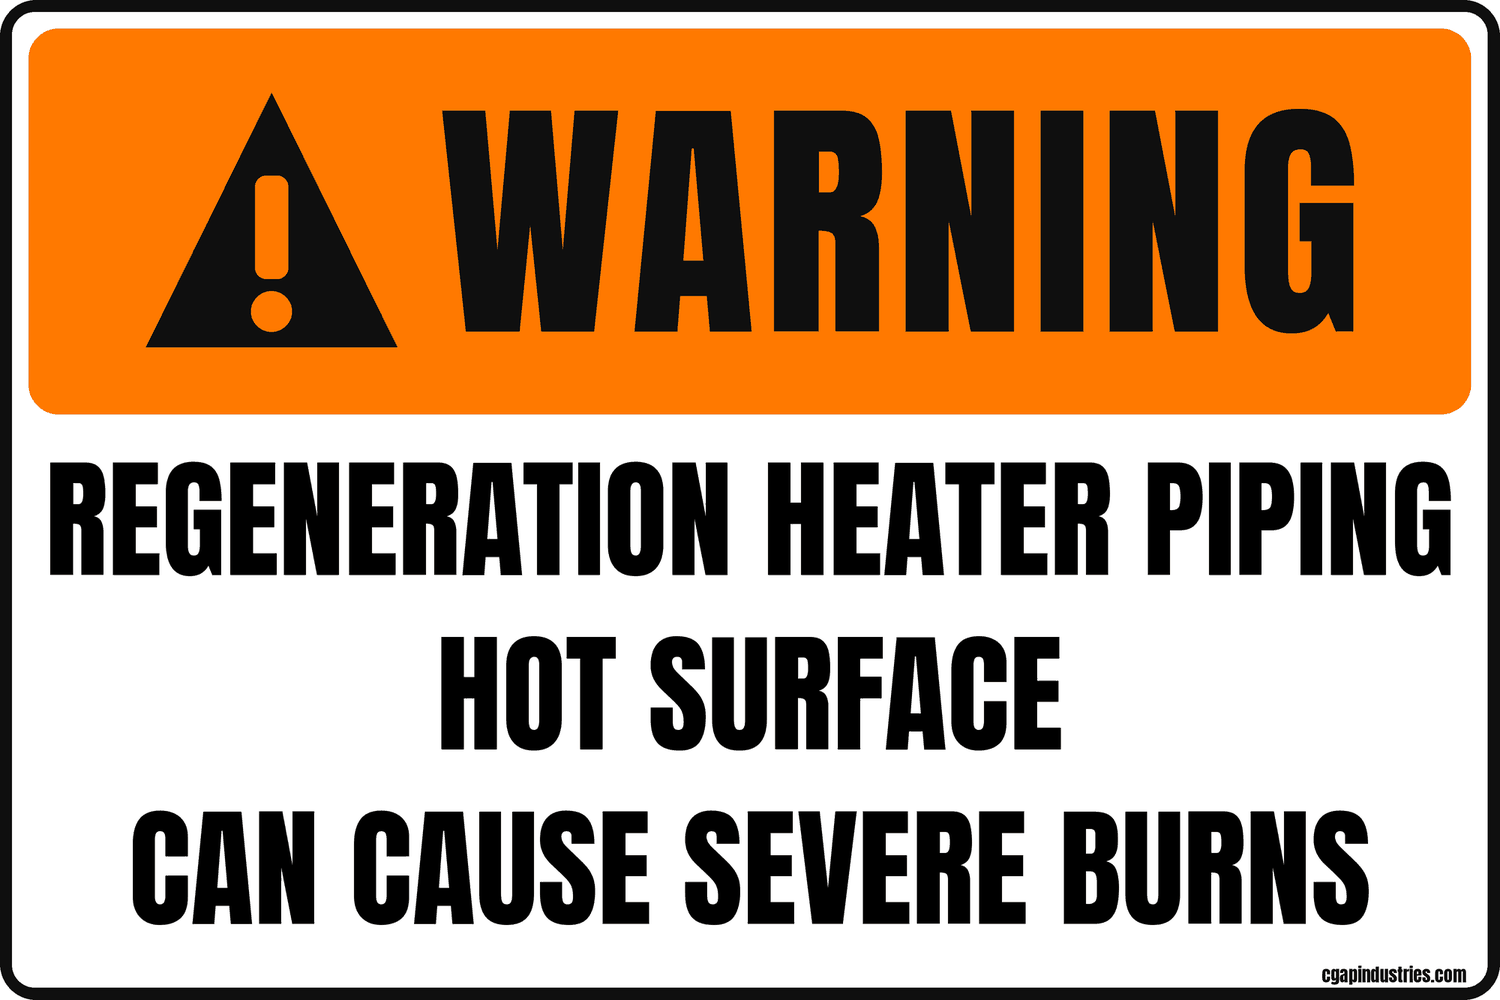 WARNING
REGENERATION HEATER PIPING
HOT SURFACE
CAN CAUSE SEVERE BURNS
cgapindustries.com